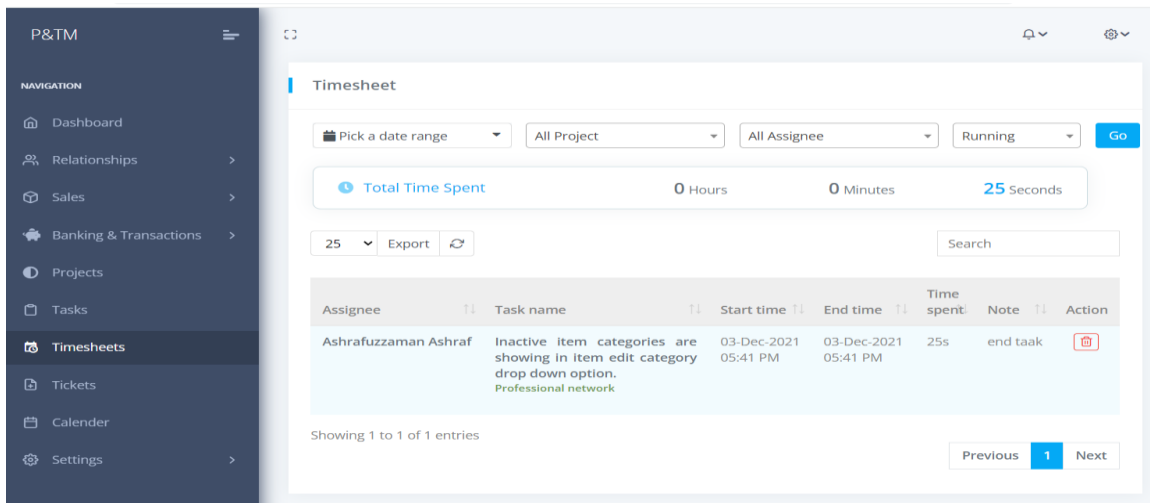 P&TM
NAVIGATION
Dashboard
Relationships
Sales
Banking & Transactions
Projects
Tasks
Timesheets
Tickets
Calender
Settings
Timesheet
Pick a date range
All Project
All Assignee
Running
Go
Total Time Spent
0 Hours
0 Minutes
25 Seconds
25
Export
Search
Assignee
Task name
Start time
End time
Time
spent
Note
Action
Ashrafuzzaman Ashraf
Inactive item categories are
showing in item edit category
drop down option.
Professional network
03-Dec-2021
05:41 PM
03-Dec-2021
05:41 PM
25s
end taak
Showing 1 to 1 of 1 entries
Previous
1
Next